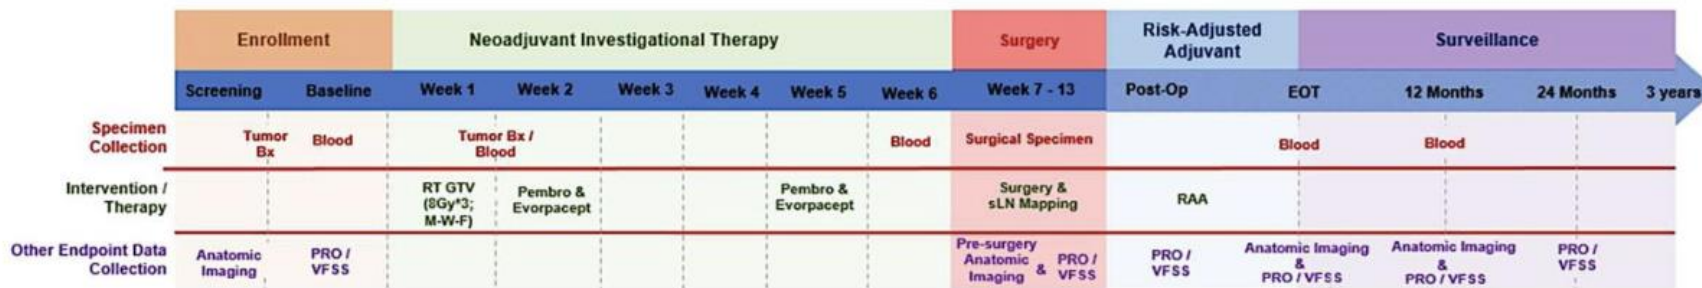 Enrollment
Neoadjuvant Investigational Therapy
Surgery
Risk-Adjusted
Adjuvant
Surveillance
Screening Baseline Week 1 Week 2 Week 3 Week 4 Week 5 Week 6 Week 7 - 13 Post-Op EOT 12 Months 24 Months 3 years
Specimen
Collection
Tumor
Bx
Blood
Tumor Bx /
Blood
Blood
Surgical Specimen
Blood
Blood
Intervention /
Therapy
RT GTV
(8Gy*3;
M-W-F)
Pembro &
Evorpacept
Pembro &
Evorpacept
Surgery &
sLN Mapping
RAA
Other Endpoint Data
Collection
Anatomic
Imaging
PRO /
VFSS
Pre-surgery
Anatomic
Imaging
&
PRO /
VFSS
PRO /
VFSS
Anatomic Imaging
&
PRO / VFSS
Anatomic Imaging
&
PRO / VFSS
PRO /
VFSS